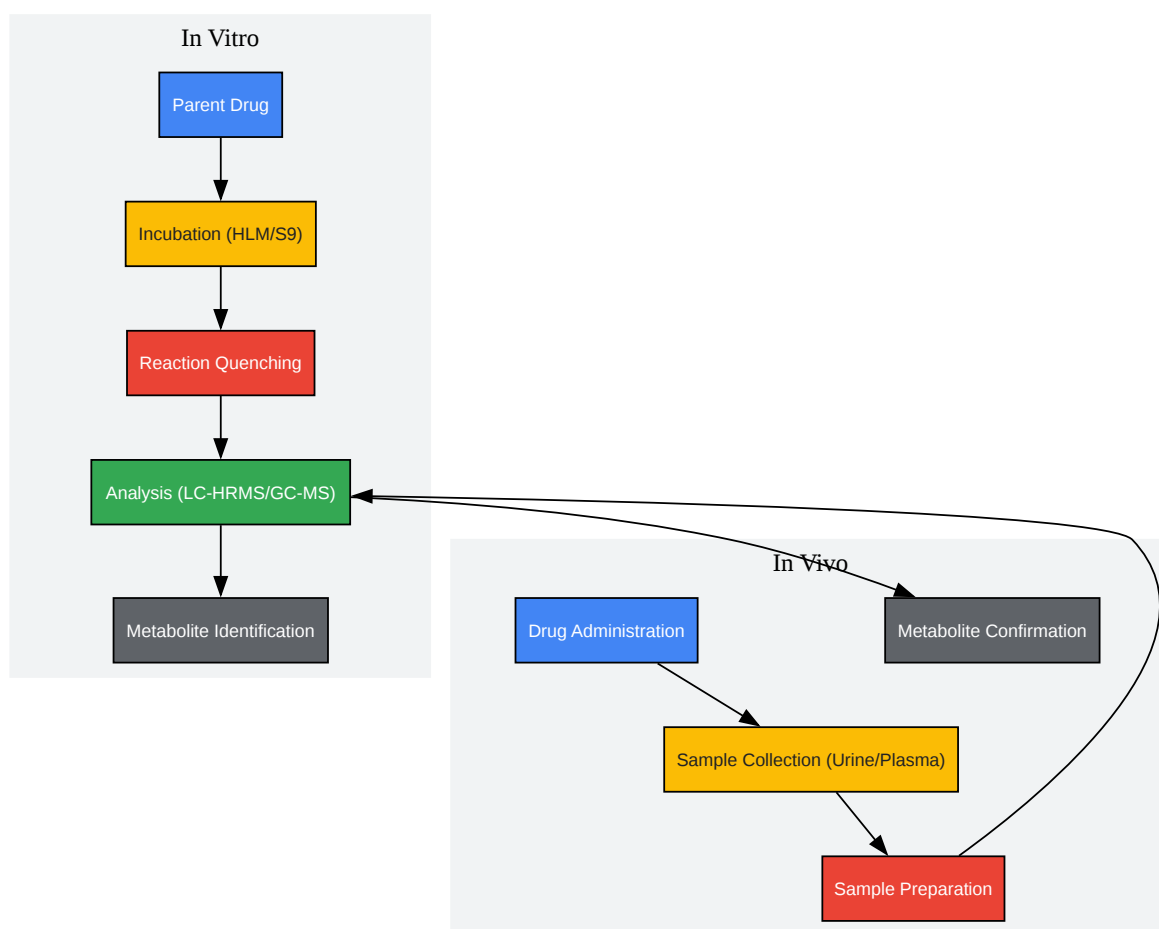 In Vitro
Parent Drug
Incubation (HLM/S9)
Reaction Quenching
Analysis (LC-HRMS/GC-MS)
Metabolite Identification
In Vivo
Drug Administration
Metabolite Confirmation
Sample Collection (Urine/Plasma)
Sample Preparation